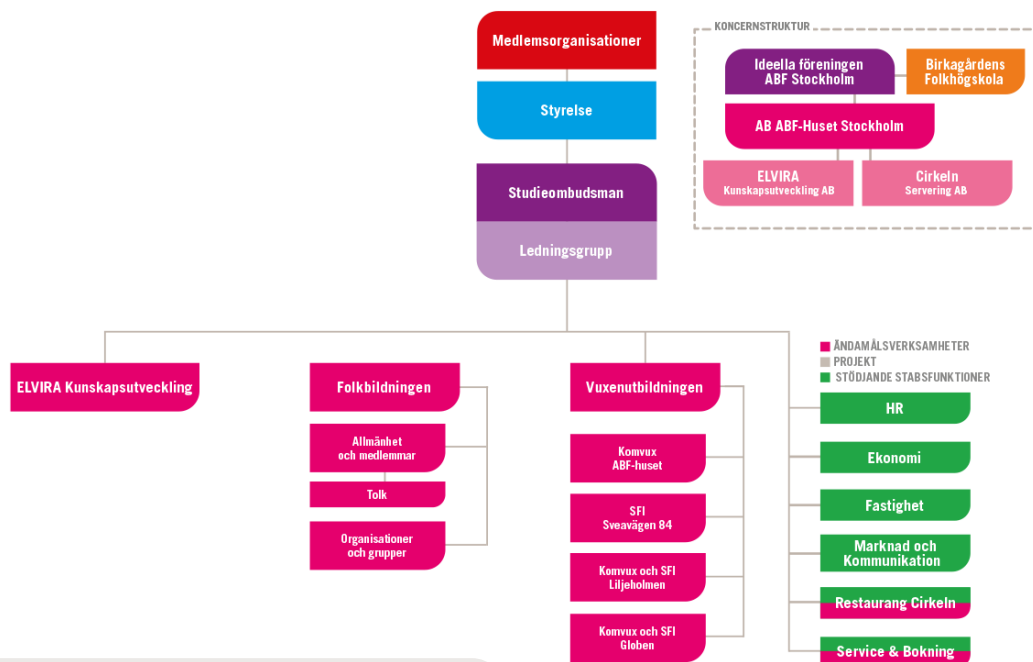 Medlemsorganisationer
Styrelse
Studieombudsman
Ledningsgrupp
KONCERNSTRUKTUR
Ideella föreningen
ABF Stockholm
Birkagårdens
Folkhögskola
AB ABF-Huset Stockholm
ELVIRA
Kunskapsutveckling AB
Cirkeln
Servering AB
ELVIRA Kunskapsutveckling
Folkbildningen
Allmänhet
och medlemmar
Tolk
Organisationer
och grupper
Vuxenutbildningen
Komvux
ABF-huset
SFI
Sveavägen 84
Komvux och SFI
Liljeholmen
Komvux och SFI
Globen
ÄNDAMÅLSVERKSAMHETER
PROJEKT
STÖDJANDE STABSFUNKTIONER
HR
Ekonomi
Fastighet
Marknad och
Kommunikation
Restaurang Cirkeln
Service & Bokning